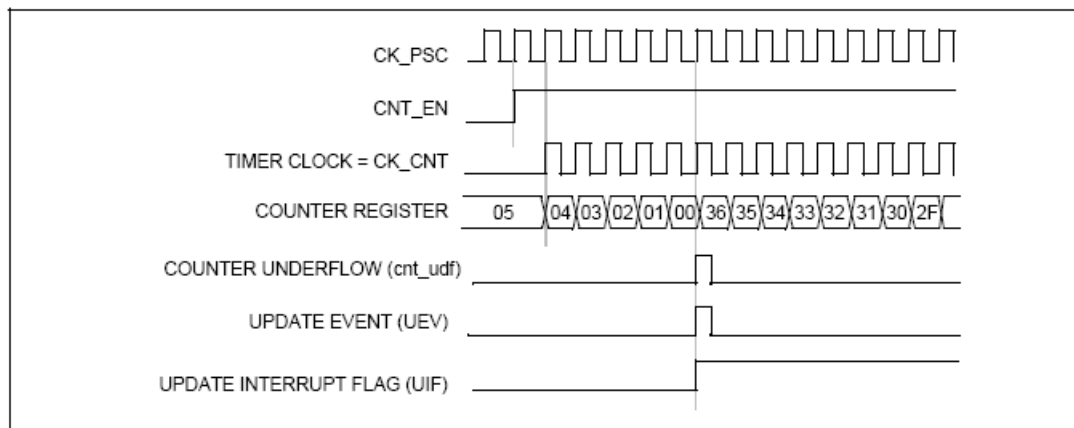 CK_PSC
CNT_EN
TIMER CLOCK = CK_CNT
COUNTER REGISTER 05 04 03 02 01 00 36 35 34 33 32 31 30 2F
COUNTER UNDERFLOW (cnt_udf)
UPDATE EVENT (UEV)
UPDATE INTERRUPT FLAG (UIF)